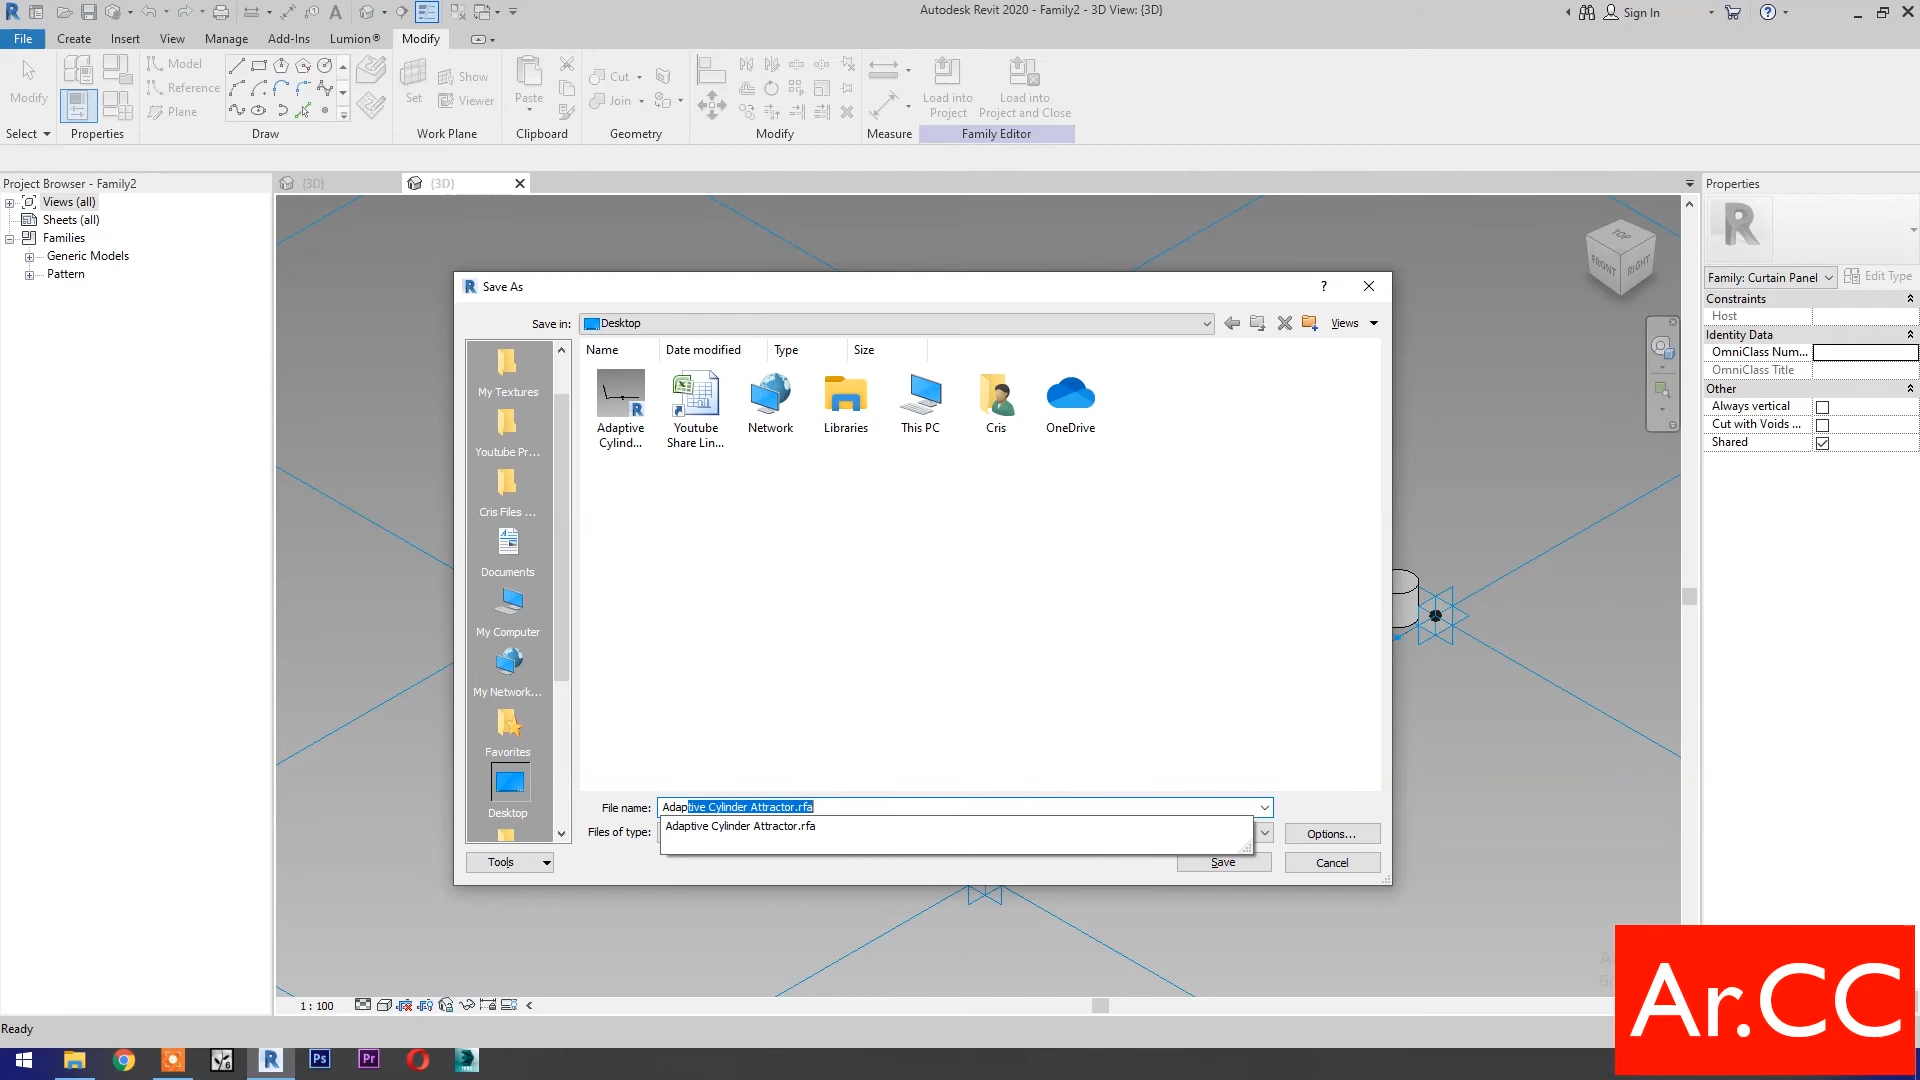 Autodesk Revit 2020 - Family2 - 3D View: {3D}
Sign In
File Create Insert View Manage Add-Ins Lumion® Modify
Modify
Select
Properties
Model
Reference
Plane
Draw
Set
Show
Viewer
Work Plane
Paste
Clipboard
Cut
Join
Geometry
Modify
Measure
Load into
Project
Load into
Project and Close
Family Editor
Project Browser - Family2
Views (all)
Sheets (all)
Families
Generic Models
Pattern
{3D}
{3D}
TOP
FRONT
RIGHT
Properties
Family: Curtain Panel
Edit Type
Constraints
Host
Identity Data
OmniClass Num...
OmniClass Title
Other
Always vertical
Cut with Voids ...
Shared
Save As
Save in:
Desktop
Views
Name Date modified Type Size
My Textures
Youtube Pr...
Cris Files ...
Documents
My Computer
My Network...
Favorites
Desktop
Adaptive
Cylind...
Youtube
Share Lin...
Network
Libraries
This PC
Cris
OneDrive
File name:
Adaptive Cylinder Attractor.rfa
Files of type:
Adaptive Cylinder Attractor.rfa
Options...
Tools
Save
Cancel
1 : 100
Ready
Ar.CC
Ps
Pr